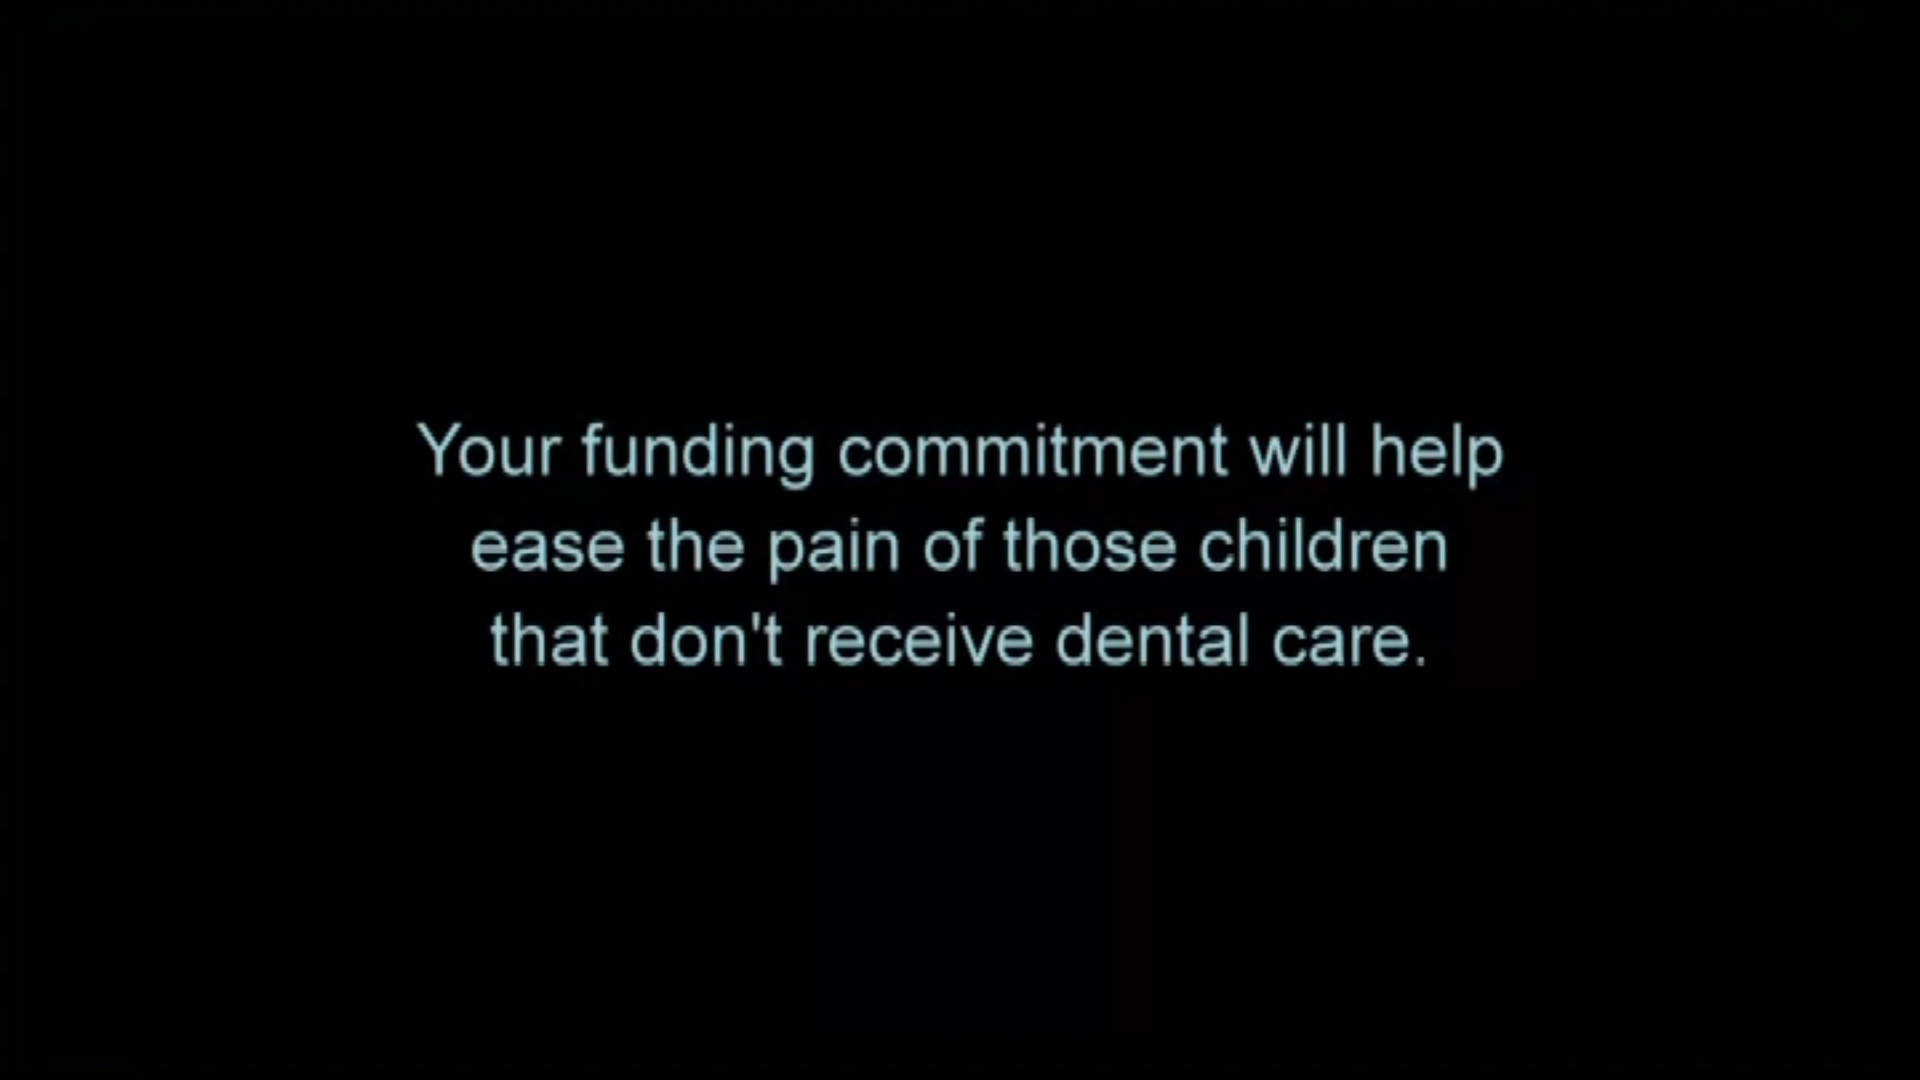 Your funding commitment will help
ease the pain of those children
that don't receive dental care.